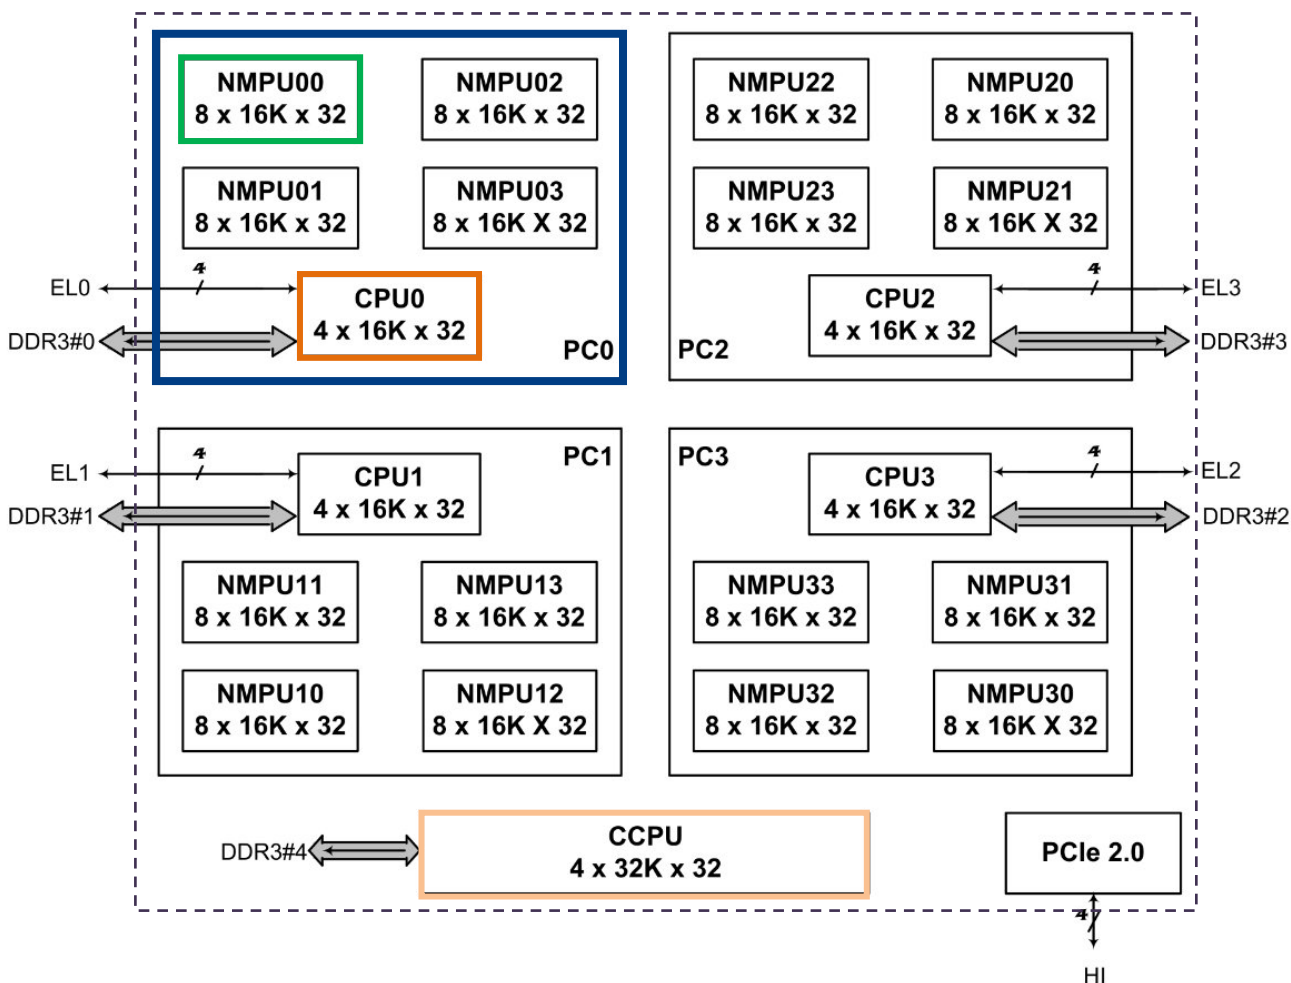 NMPU00
8 x 16K x 32
NMPU02
8 x 16K x 32
NMPU01
8 x 16K x 32
NMPU03
8 x 16K X 32
EL0
4
DDR3#0
CPU0
4 x 16K x 32
PC0
NMPU22
8 x 16K x 32
NMPU20
8 x 16K x 32
NMPU23
8 x 16K x 32
NMPU21
8 x 16K X 32
CPU2
4 x 16K x 32
PC2
4
EL3
DDR3#3
EL1
4
DDR3#1
CPU1
4 x 16K x 32
PC1
NMPU11
8 x 16K x 32
NMPU13
8 x 16K x 32
NMPU10
8 x 16K x 32
NMPU12
8 x 16K X 32
PC3
CPU3
4 x 16K x 32
4
EL2
DDR3#2
NMPU33
8 x 16K x 32
NMPU31
8 x 16K x 32
NMPU32
8 x 16K x 32
NMPU30
8 x 16K X 32
DDR3#4
CCPU
4 x 32K x 32
PCIe 2.0
4
HI